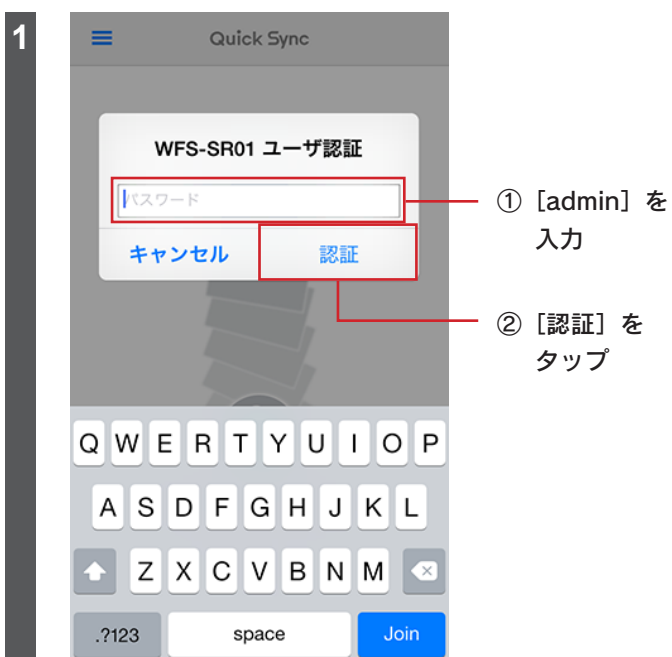 1
Quick Sync
WFS-SR01 ユーザ認証
パスワード
キャンセル 認証
① [admin] を
入力
② [認証] を
タップ
Q W E R T Y U I O P
A S D F G H J K L
Z X C V B N M
.?123 space Join